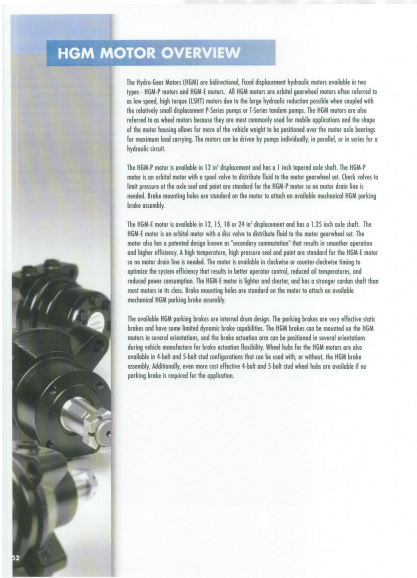 HGM MOTOR OVERVIEW
The Hydro-Gear Motors (HGM) are bidirectional, fixed displacement hydraulic motors available in two
types - HGM-P motors and HGM-E motors.  All HGM motors are orbital gearwheel motors often referred to
as low speed, high torque (LSHT) motors due to the large hydraulic reduction possible when coupled with
the relatively small displacement P-Series pumps or T-Series tandem pumps. The HGM motors are also
referred to as wheel motors because they are most commonly used for mobile applications and the shape
of the motor housing allows for more of the vehicle weight to be positioned over the motor axle bearings
for maximum load carrying. The motors can be driven by pumps individually, in parallel, or in series for a
hydraulic circuit.
The HGM-P motor is available in 12 in³ displacement and has a 1 inch tapered axle shaft. The HGM-P
motor is an orbital motor with a spool valve to distribute fluid to the motor gearwheel set. Check valves to
limit pressure at the axle seal and paint are standard for the HGM-P motor so no motor drain line is
needed. Brake mounting holes are standard on the motor to attach an available mechanical HGM parking
brake assembly.
The HGM-E motor is available in 12, 15, 18 or 24 in³ displacement and has a 1.25 inch axle shaft.  The
HGM-E motor is an orbital motor with a disc valve to distribute fluid to the motor gearwheel set. The
motor also has a patented design known as "secondary commutation" that results in smoother operation
and higher efficiency. A high temperature, high pressure seal and paint are standard for the HGM-E motor
so no motor drain line is needed. The motor is available in clockwise or counter-clockwise timing to
optimize the system efficiency that results in better operator control, reduced oil temperatures, and
reduced power consumption. The HGM-E motor is lighter and shorter, and has a stronger cardan shaft than
most motors in its class. Brake mounting holes are standard on the motor to attach an available
mechanical HGM parking brake assembly.
The available HGM parking brakes are internal drum design. The parking brakes are very effective static
brakes and have some limited dynamic brake capabilities. The HGM brakes can be mounted on the HGM
motors in several orientations, and the brake actuation arm can be positioned in several orientations
during vehicle manufacture for brake actuation flexibility. Wheel hubs for the HGM motors are also
available in 4-bolt and 5-bolt stud configurations that can be used with, or without, the HGM brake
assembly. Additionally, even more cost effective 4-bolt and 5-bolt stud wheel hubs are available if no
parking brake is required for the application.
52